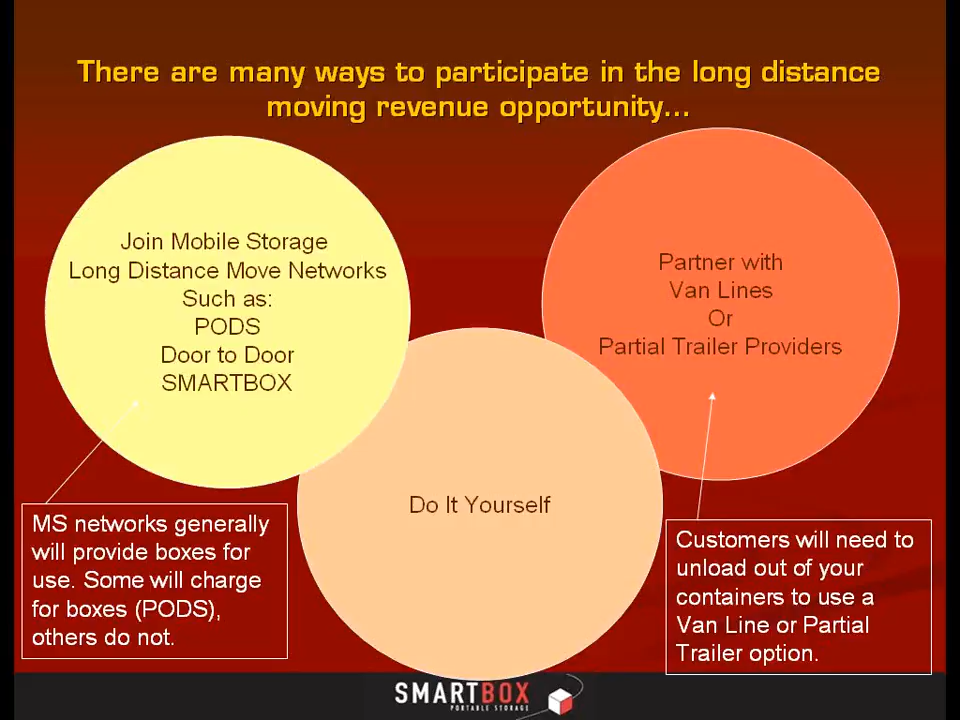 There are many ways to participate in the long distance
moving revenue opportunity...
Join Mobile Storage
Long Distance Move Networks
Such as:
PODS
Door to Door
SMARTBOX
Partner with
Van Lines
Or
Partial Trailer Providers
Do It Yourself
MS networks generally
will provide boxes for
use. Some will charge
for boxes (PODS),
others do not.
Customers will need to
unload out of your
containers to use a
Van Line or Partial
Trailer option.
SMARTBOX
PORTABLE STORAGE